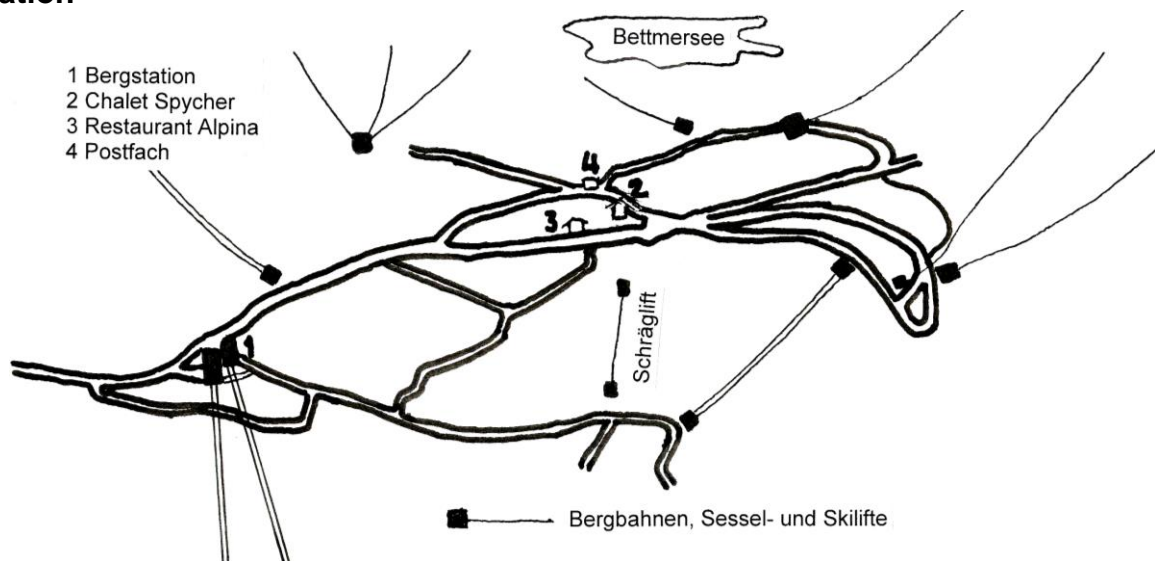 Bettmersee
1 Bergstation
2 Chalet Spycher
3 Restaurant Alpina
4 Postfach
4
2
3
1
Schräglift
Bergbahnen, Sessel- und Skilifte